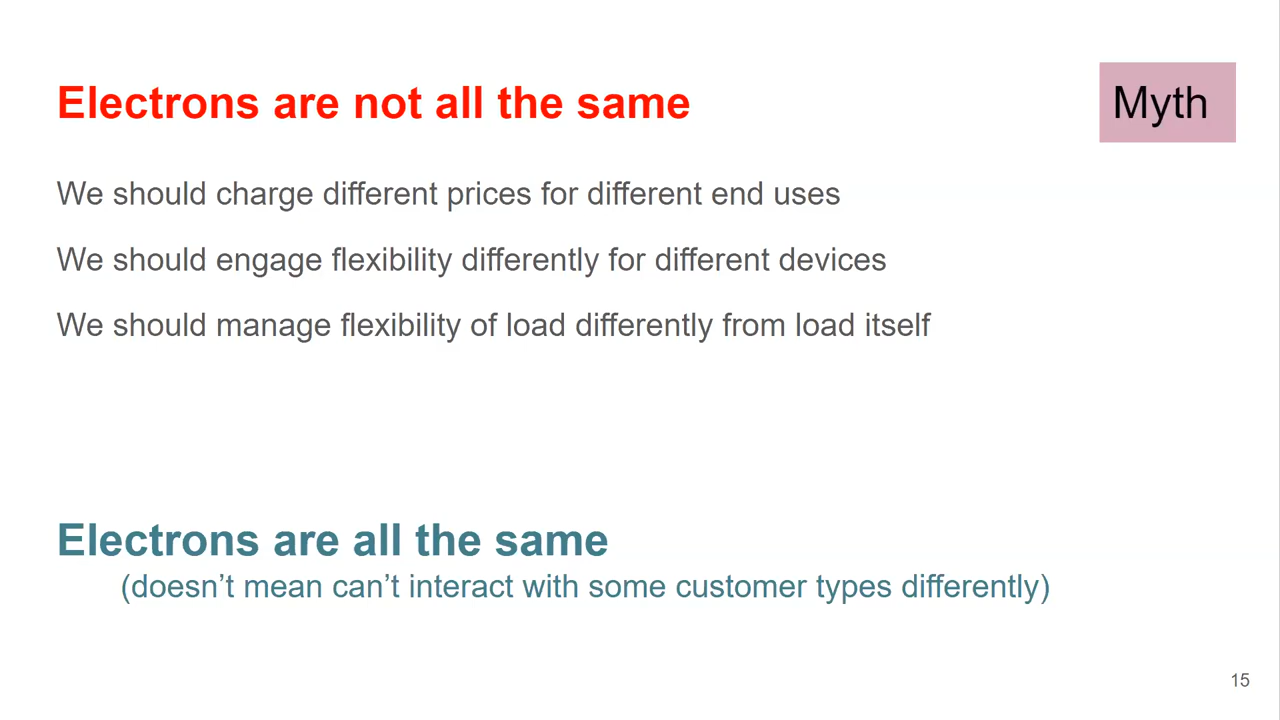 Electrons are not all the same
Myth
We should charge different prices for different end uses
We should engage flexibility differently for different devices
We should manage flexibility of load differently from load itself
Electrons are all the same
(doesn’t mean can’t interact with some customer types differently)
15